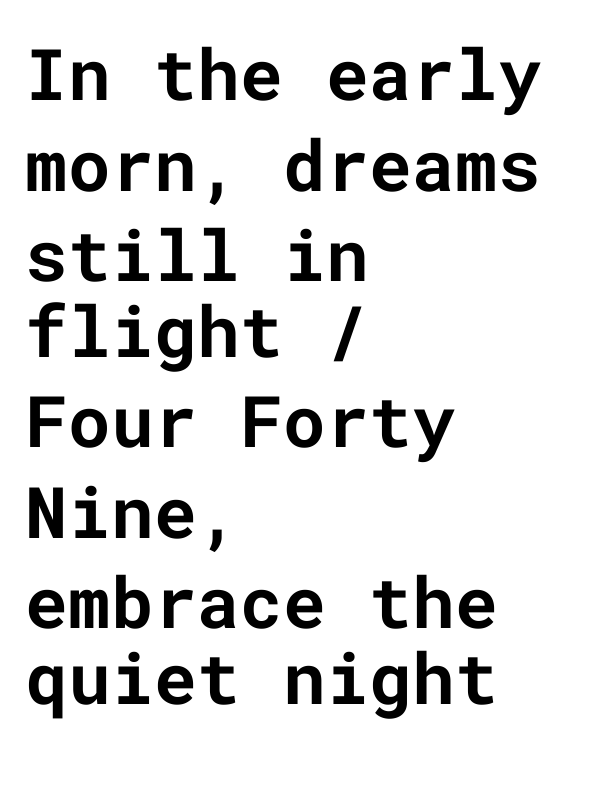 In the early
morn, dreams
still in
flight /
Four Forty
Nine,
embrace the
quiet night